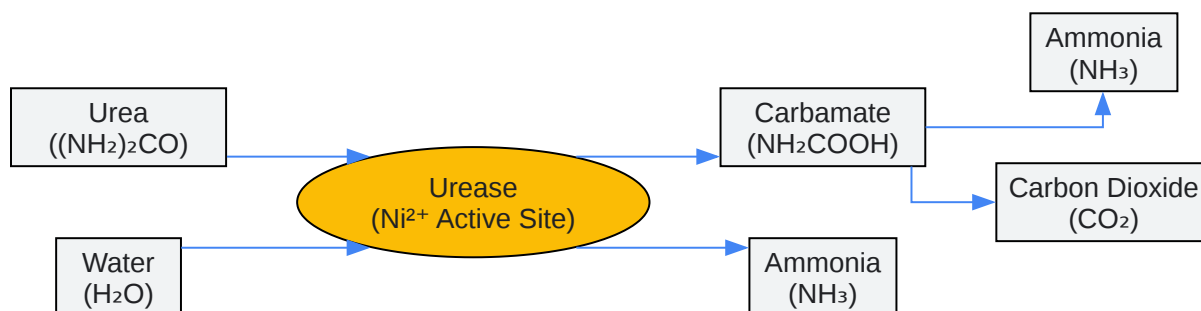 Urea
((NH₂)₂CO)
Water
(H₂O)
Urease
(Ni²⁺ Active Site)
Carbamate
(NH₂COOH)
Ammonia
(NH₃)
Ammonia
(NH₃)
Carbon Dioxide
(CO₂)